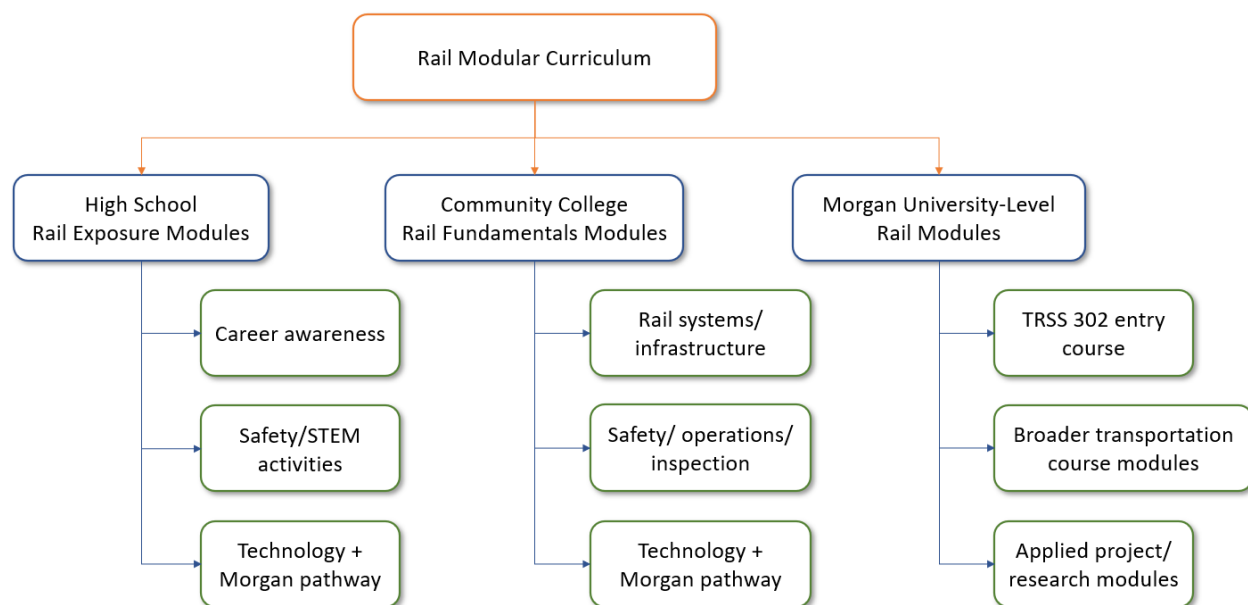 Rail Modular Curriculum
High School
Rail Exposure Modules
Community College
Rail Fundamentals Modules
Morgan University-Level
Rail Modules
Career awareness
Rail systems/
infrastructure
TRSS 302 entry
course
Safety/STEM
activities
Safety/ operations/
inspection
Broader transportation
course modules
Technology +
Morgan pathway
Technology +
Morgan pathway
Applied project/
research modules